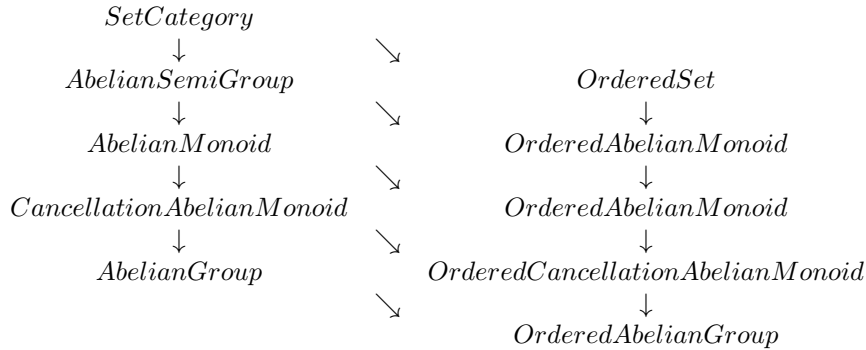 SetCategory
↓ ↘
AbelianSemiGroup OrderedSet
↓ ↘ ↓
AbelianMonoid OrderedAbelianMonoid
↓ ↘ ↓
CancellationAbelianMonoid OrderedAbelianMonoid
↓ ↘ ↓
AbelianGroup OrderedCancellationAbelianMonoid
↘ ↓
OrderedAbelianGroup